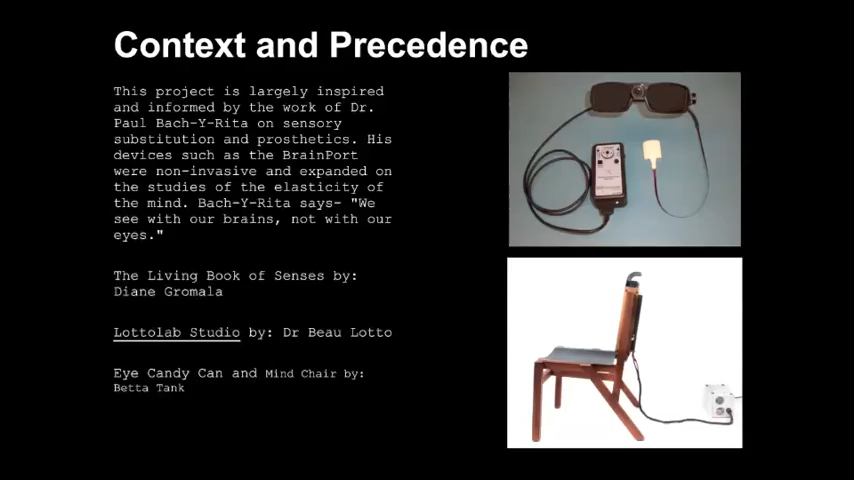 Context and Precedence
This project is largely inspired
and informed by the work of Dr.
Paul Bach-Y-Rita on sensory
substitution and prosthetics. His
devices such as the BrainPort
were non-invasive and expanded on
the studies of the elasticity of
the mind. Bach-Y-Rita says- "We
see with our brains, not with our
eyes."
The Living Book of Senses by:
Diane Gromala
Lottolab Studio by: Dr Beau Lotto
Eye Candy Can and Mind Chair by:
Betta Tank